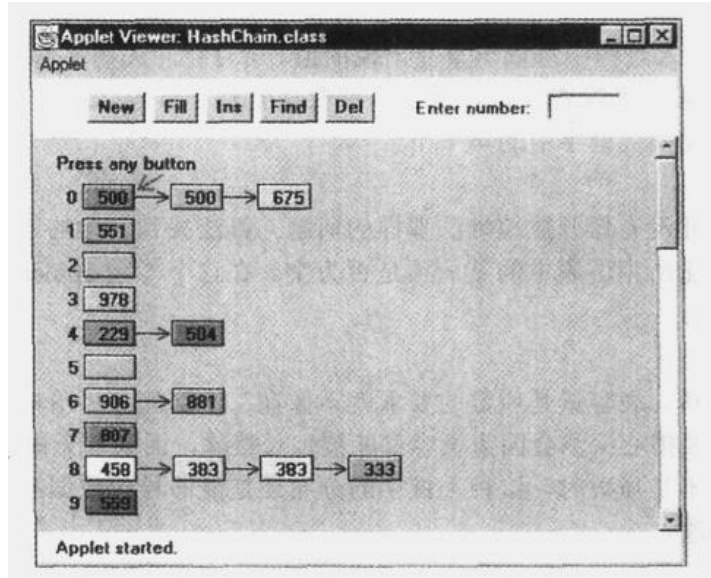 Applet Viewer: HashChain.class
Applet
New Fill Ins Find Del Enter number:
Press any button
0 500 500 675
1 551
2
3 978
4 229 504
5
6 906 881
7 807
8 458 383 383 333
9 559
Applet started.